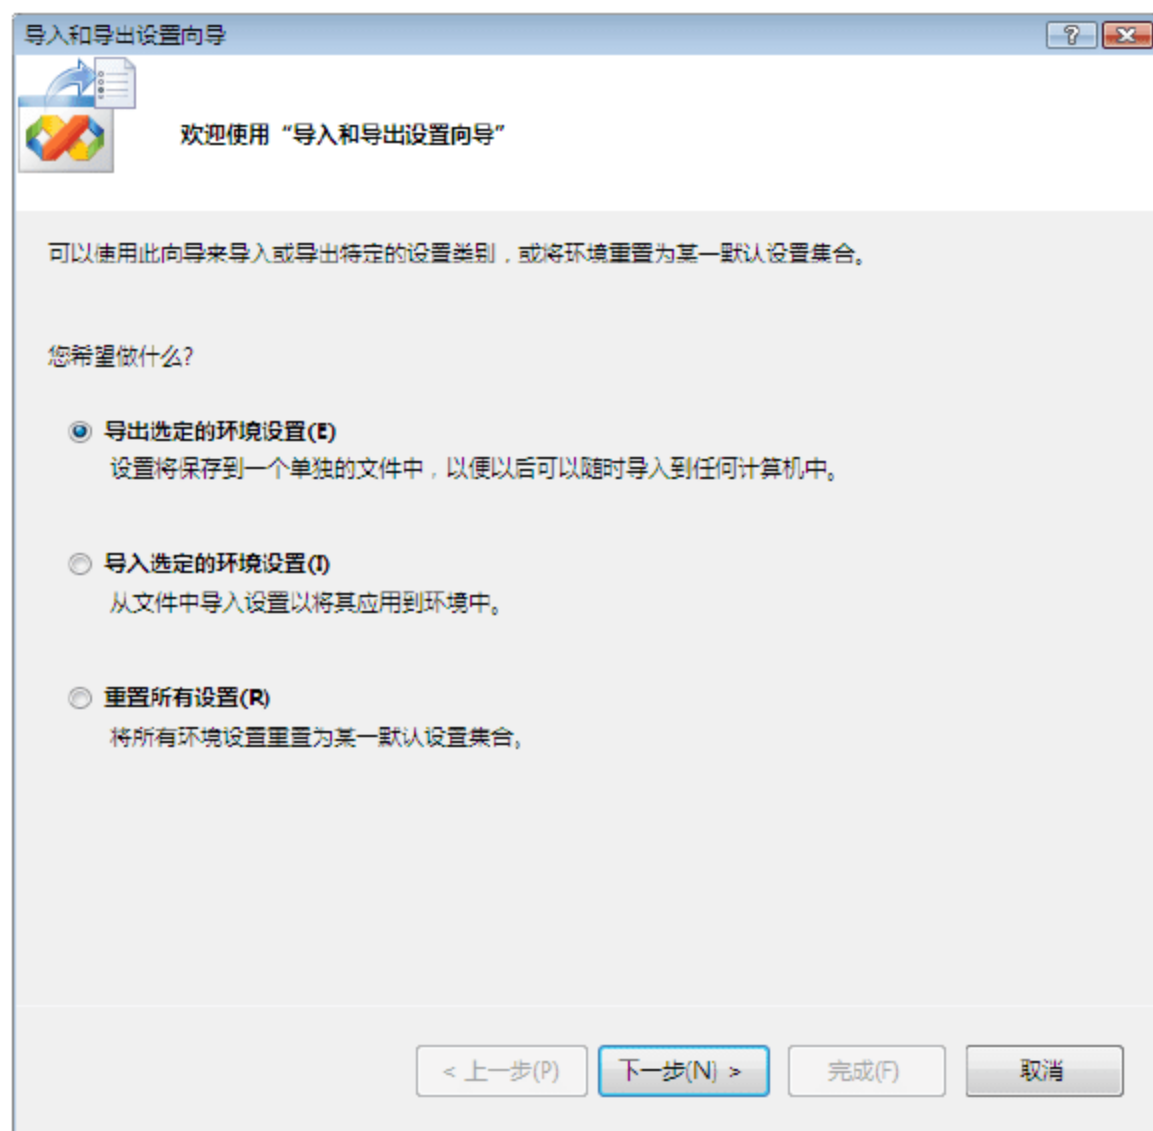 导入和导出设置向导
欢迎使用“导入和导出设置向导”
可以使用此向导来导入或导出特定的设置类别，或将环境重置为某一默认设置集合。
您希望做什么?
导出选定的环境设置(E)
设置将保存到一个单独的文件中，以便以后可以随时导入到任何计算机中。
导入选定的环境设置(I)
从文件中导入设置以将其应用到环境中。
重置所有设置(R)
将所有环境设置重置为某一默认设置集合。
< 上一步(P) 下一步(N) > 完成(F) 取消